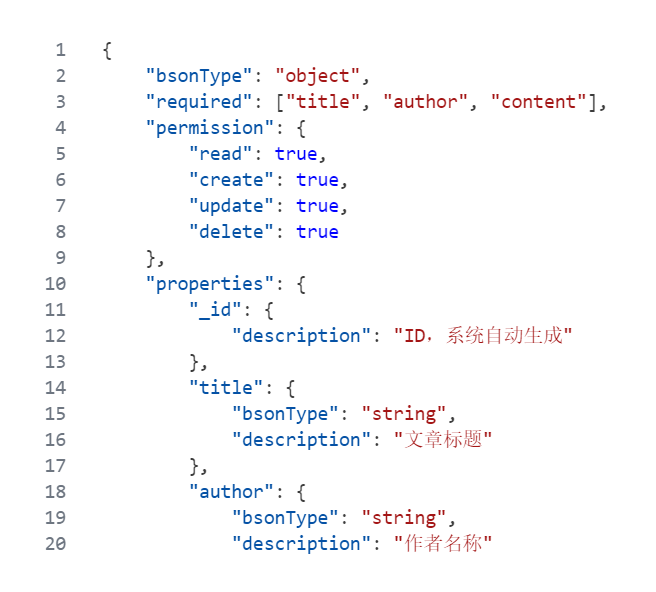 1 {
2     "bsonType": "object",
3     "required": ["title", "author", "content"],
4     "permission": {
5         "read": true,
6         "create": true,
7         "update": true,
8         "delete": true
9     },
10     "properties": {
11         "_id": {
12             "description": "ID，系统自动生成"
13         },
14         "title": {
15             "bsonType": "string",
16             "description": "文章标题"
17         },
18         "author": {
19             "bsonType": "string",
20             "description": "作者名称"